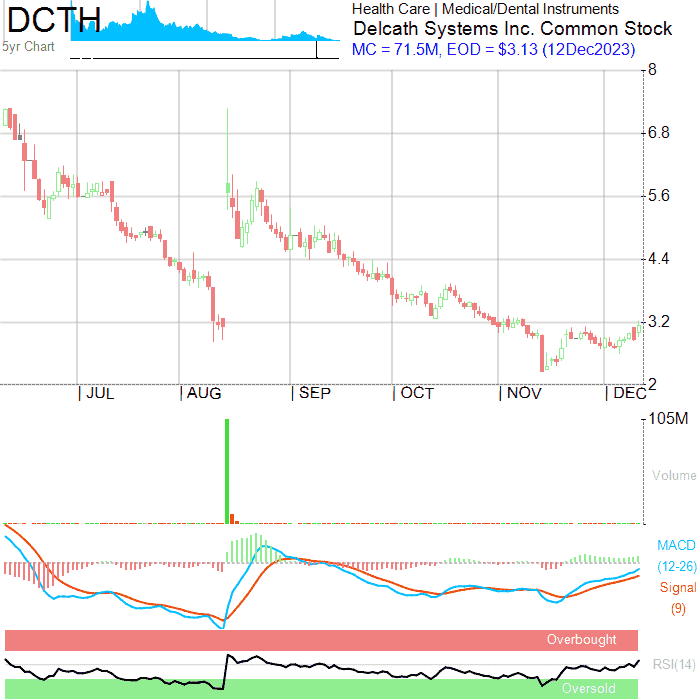 DCTH
5yr Chart
Health Care | Medical/Dental Instruments
Delcath Systems Inc. Common Stock
MC = 71.5M, EOD = $3.13 (12Dec2023)
8
6.8
5.6
4.4
3.2
2
| JUL | AUG | SEP | OCT | NOV | DEC
105M
Volume
MACD
(12-26)
Signal
(9)
Overbought
RSI(14)
Oversold